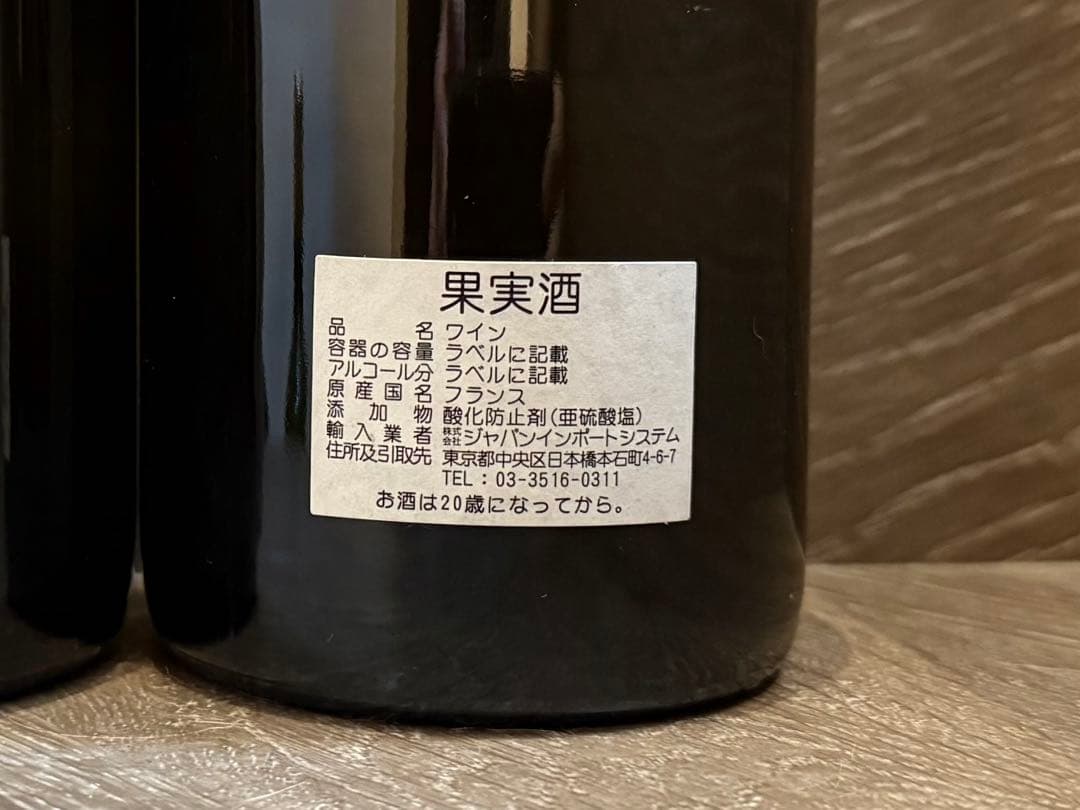 果実酒
品名 ワイン
容器の容量 ラベルに記載
アルコール分 ラベルに記載
原産国名 フランス
添加物 酸化防止剤(亜硫酸塩)
輸入業者 株式会社ジャパンインポートシステム
住所及引取先 東京都中央区日本橋本石町4-6-7
TEL：03-3516-0311
お酒は20歳になってから。